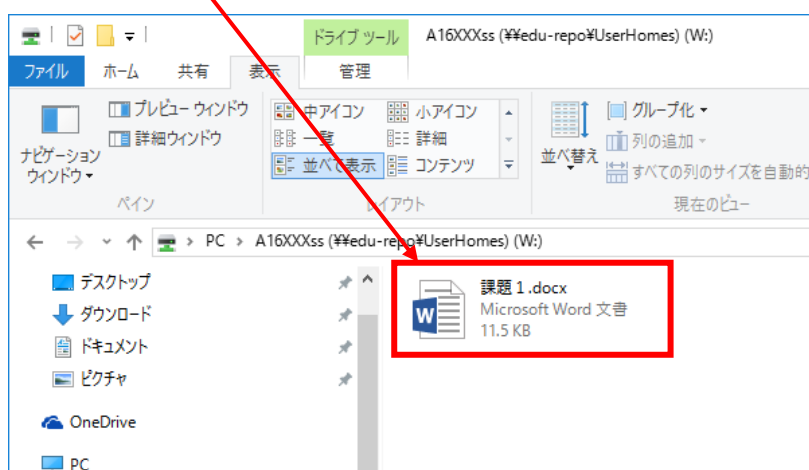 ドライブ ツール
A16XXXss (¥¥edu-repo¥UserHomes) (W:)
ファイル
ホーム
共有
表示
管理
ナビゲーション
ウィンドウ
プレビュー ウィンドウ
詳細ウィンドウ
ペイン
中アイコン
小アイコン
一覧
詳細
並べて表示
コンテンツ
レイアウト
並べ替え
グループ化
列の追加
すべての列のサイズを自動的
現在のビュー
PC > A16XXXss (¥¥edu-repo¥UserHomes) (W:)
デスクトップ
ダウンロード
ドキュメント
ピクチャ
OneDrive
PC
課題１.docx
Microsoft Word 文書
11.5 KB